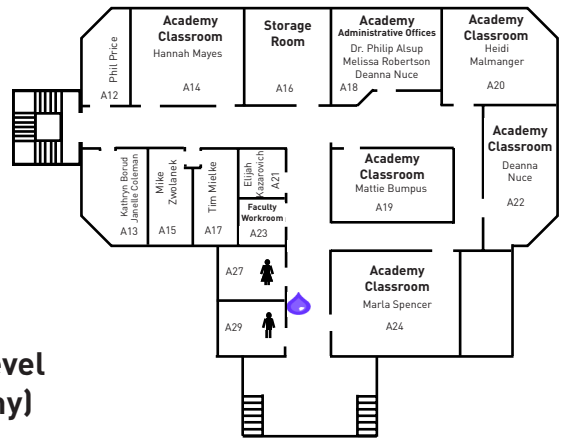 Phil Price
A12
Academy
Classroom
Hannah Mayes
A14
Storage
Room
A16
Academy
Administrative Offices
Dr. Philip Alsup
Melissa Robertson
Deanna Nuce
A18
Academy
Classroom
Heidi
Malmanger
A20
Academy
Classroom
Deanna
Nuce
A22
Kathryn Borud
Janelle Coleman
A13
Mike
Zwolanek
A15
Tim Mielke
A17
Elijah
Kazarovich
A21
Faculty
Workroom
A23
Academy
Classroom
Mattie Bumpus
A19
A27
A29
Academy
Classroom
Marla Spencer
A24
evel
ny)